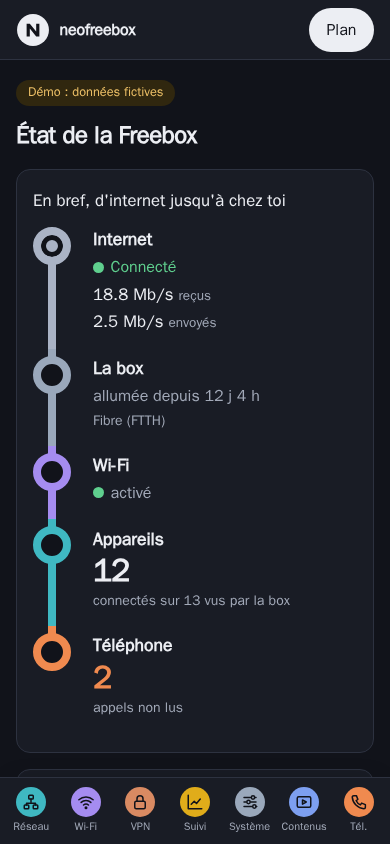 N neofreebox
Plan
Démo : données fictives
État de la Freebox
En bref, d'internet jusqu'à chez toi
Internet
Connecté
18.8 Mb/s reçus
2.5 Mb/s envoyés
La box
allumée depuis 12 j 4 h
Fibre (FTTH)
Wi-Fi
activé
Appareils
12
connectés sur 13 vus par la box
Téléphone
2
appels non lus
Réseau Wi-Fi VPN Suivi Système Contenus Tél.